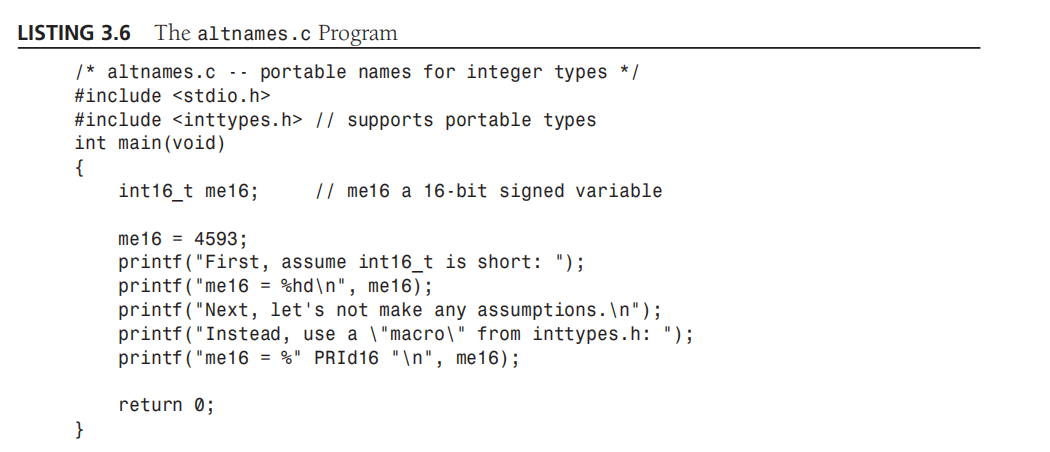 LISTING 3.6 The altnames.c Program
/* altnames.c -- portable names for integer types */
#include <stdio.h>
#include <inttypes.h> // supports portable types
int main(void)
{
    int16_t me16;     // me16 a 16-bit signed variable

    me16 = 4593;
    printf("First, assume int16_t is short: ");
    printf("me16 = %hd\n", me16);
    printf("Next, let's not make any assumptions.\n");
    printf("Instead, use a \"macro\" from inttypes.h: ");
    printf("me16 = %" PRId16 "\n", me16);

    return 0;
}